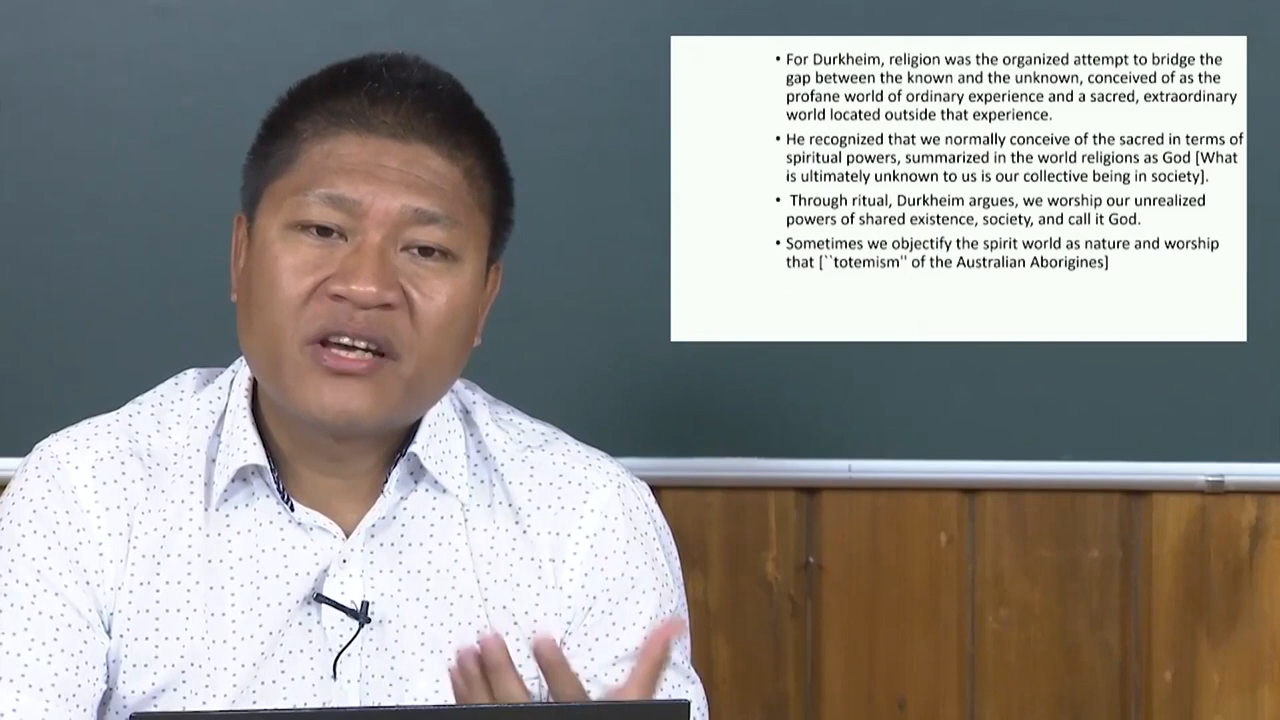 • For Durkheim, religion was the organized attempt to bridge the
gap between the known and the unknown, conceived of as the
profane world of ordinary experience and a sacred, extraordinary
world located outside that experience.
• He recognized that we normally conceive of the sacred in terms of
spiritual powers, summarized in the world religions as God [What
is ultimately unknown to us is our collective being in society].
• Through ritual, Durkheim argues, we worship our unrealized
powers of shared existence, society, and call it God.
• Sometimes we objectify the spirit world as nature and worship
that [``totemism'' of the Australian Aborigines]